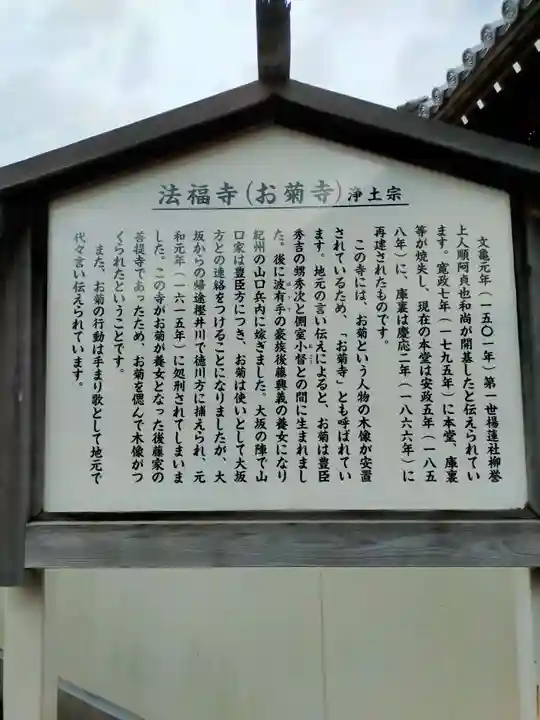 法福寺(お菊寺)浄土宗
文亀元年(一五〇一年)第一世楊蓮社柳誉
上人順阿貞也和尚が開基したと伝えられてい
ます。寛政七年(一七九五年)に本堂、庫裏
等が焼失し、現在の本堂は安政五年(一八五
八年)に、庫裏は慶応二年(一八六六年)に
再建されたものです。
この寺には、お菊という人物の木像が安置
されているため、「お菊寺」とも呼ばれてい
ます。地元の言い伝えによると、お菊は豊臣
秀吉の甥秀次と側室小督との間に生まれまし
た。後に波有手の豪族後藤興義の養女になり
紀州の山口兵内に嫁ぎました。大坂の陣で山
口家は豊臣方につき、お菊は使いとして大坂
方との連絡をつけることになりましたが、大
坂からの帰途樫井川で徳川方に捕えられ、元
和元年(一六一五年)に処刑されてしまいま
した。この寺がお菊が養女となった後藤家の
菩提寺であったため、お菊を偲んで木像がつ
くられたということです。
また、お菊の行動は手まり歌として地元で
代々言い伝えられています。